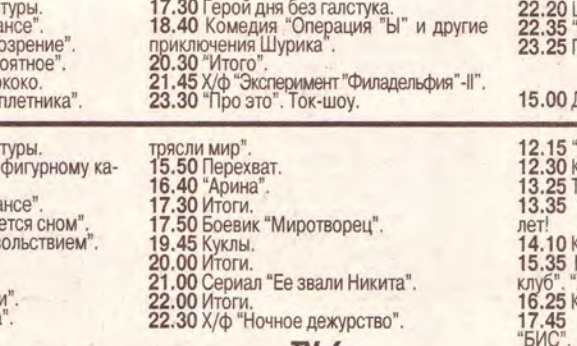 туры.
ансе".
озрение".
оятное".
ококо.
плетника".
17.30 Герой дня без галстука.
18.40 Комедия "Операция "Ы" и другие
приключения Шурика".
20.30 "Итого".
21.45 Х/ф "Эксперимент "Филадельфия"-II".
23.30 "Про это". Ток-шоу.
22.20
22.35
23.25
15.00
туры.
фигурному ка-
ансе".
ется сном".
вольствием".
и".
".
трясли мир".
15.50 Перехват.
16.40 "Арина".
17.30 Итоги.
17.50 Боевик "Миротворец".
19.45 Куклы.
20.00 Итоги.
21.00 Сериал "Ее звали Никита".
22.00 Итоги.
22.30 Х/ф "Ночное дежурство".
12.15 "
12.30 К
13.25 Т
13.35
лет!
14.10
15.35
клуб". "
16.25 К
17.45
"БИС".